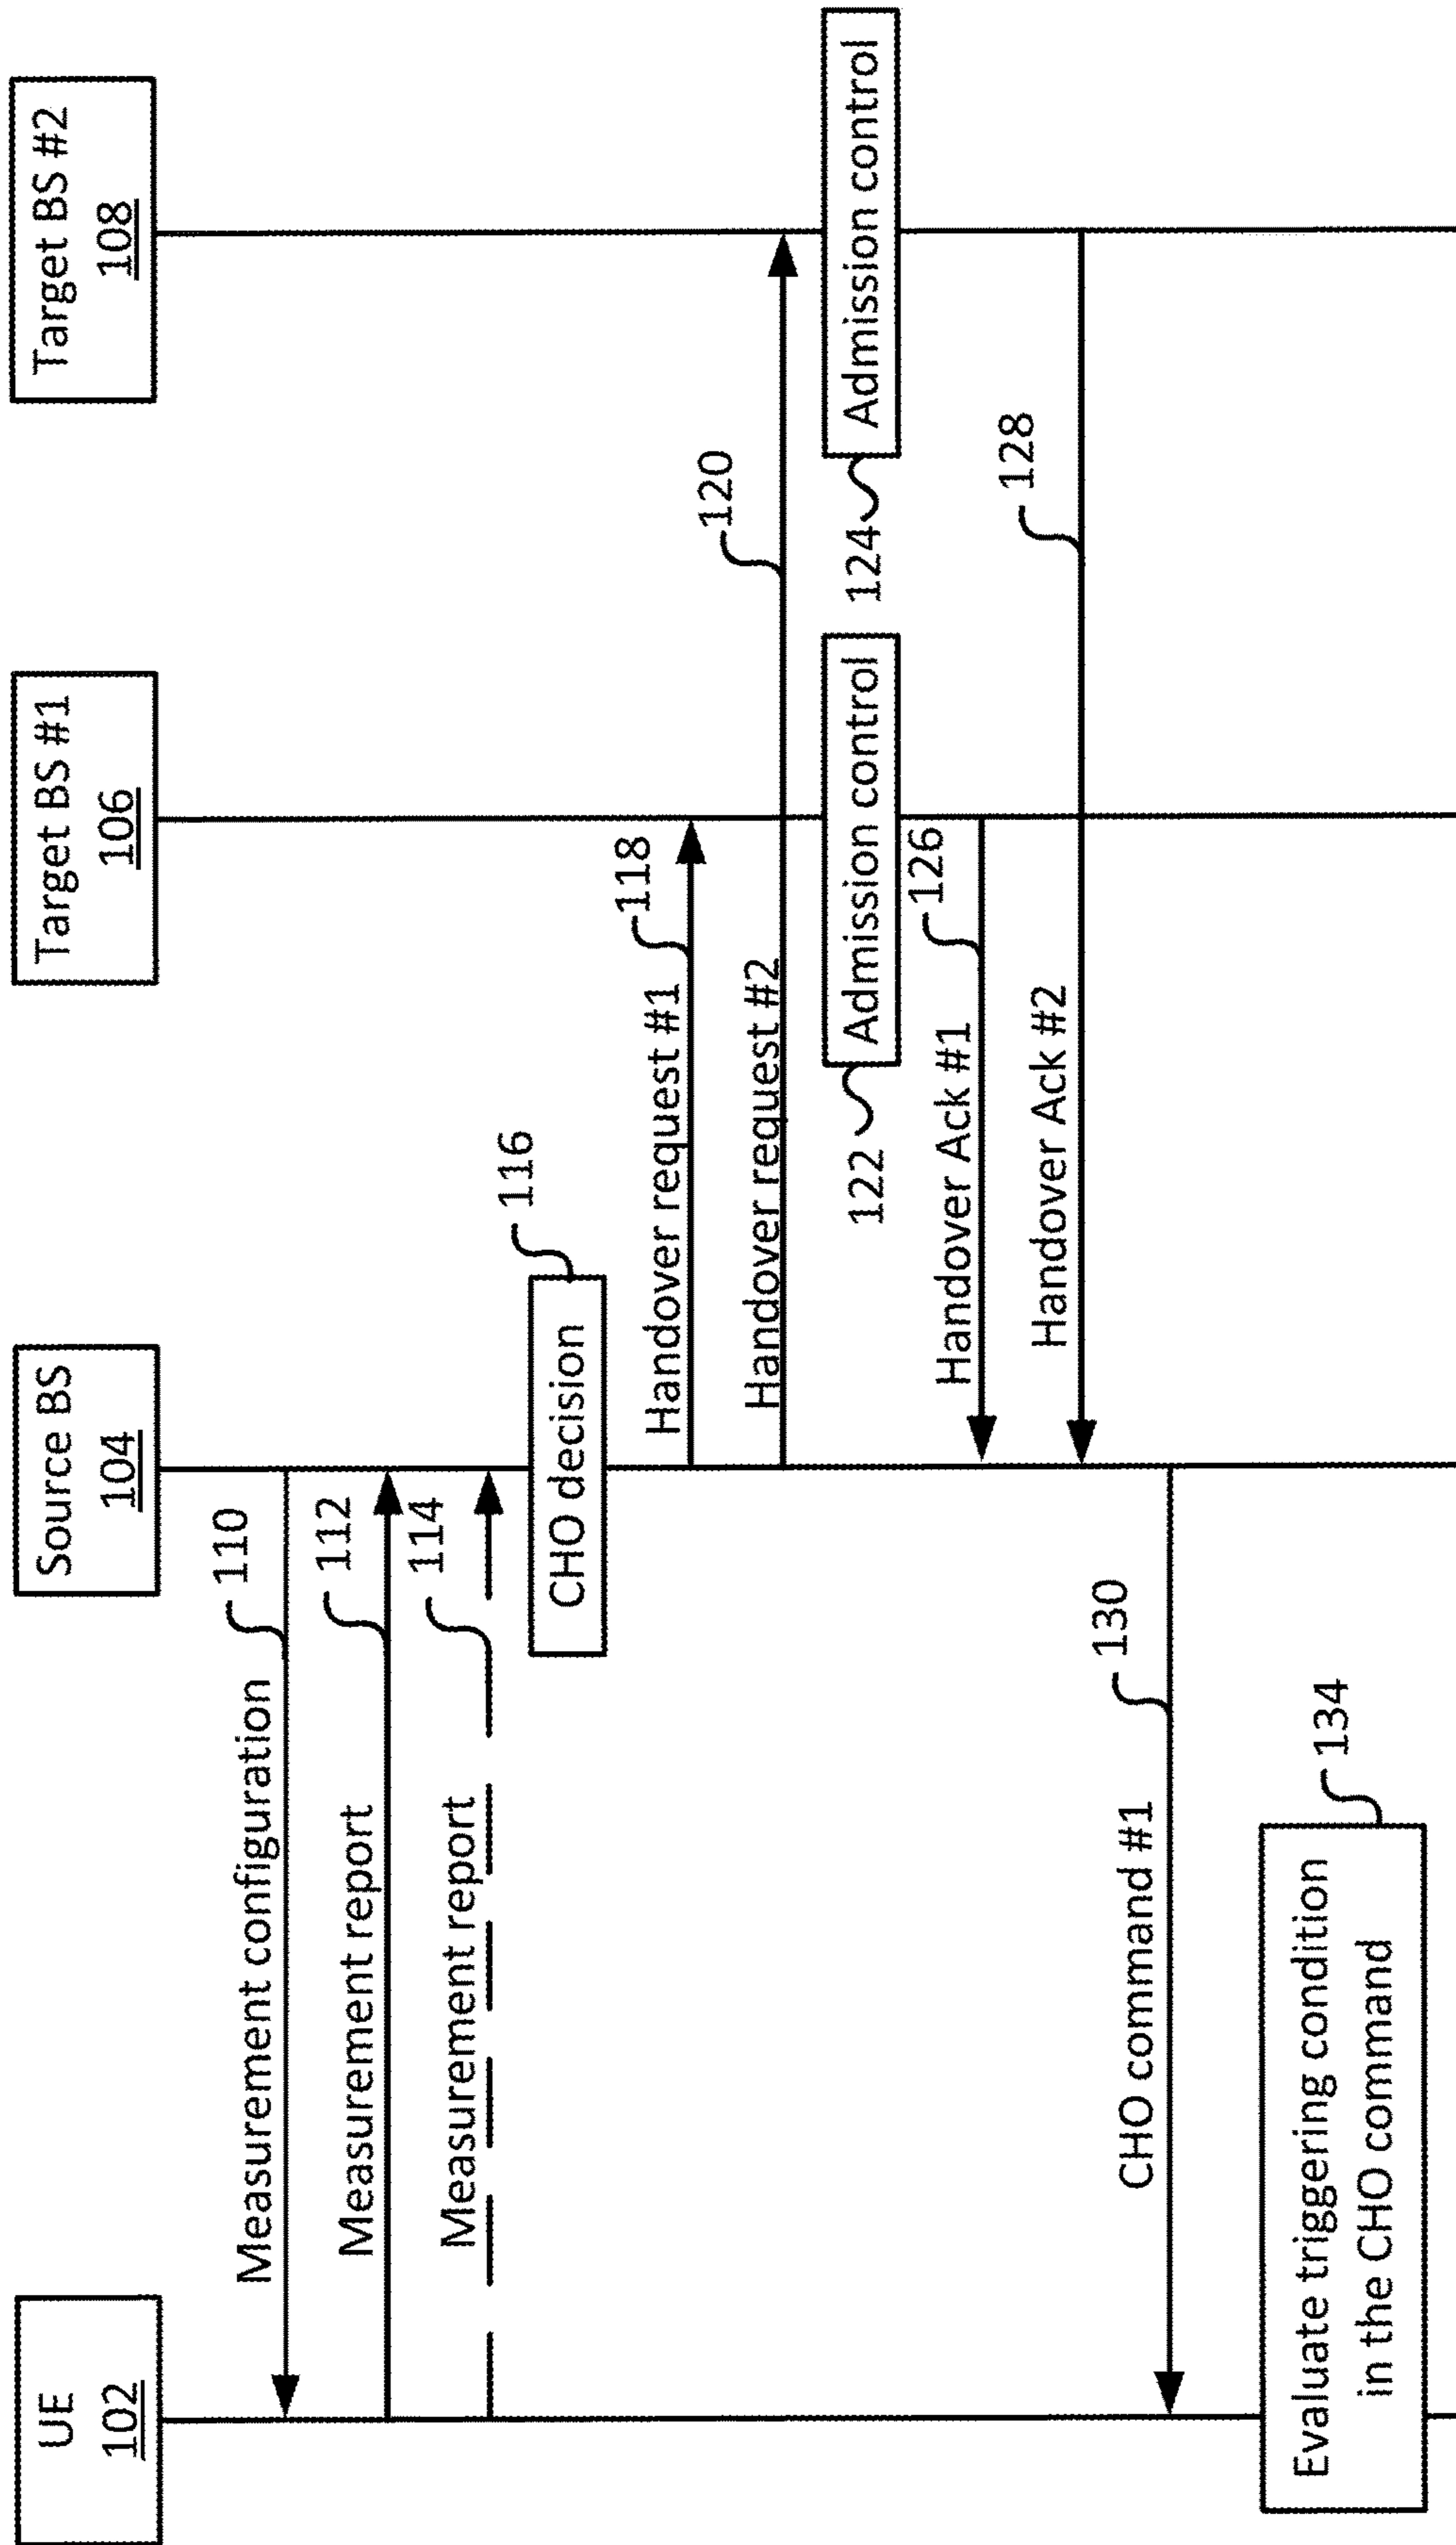 UE
102
Source BS
104
Target BS #1
106
Target BS #2
108
Measurement configuration
110
Measurement report
112
Measurement report
114
CHO decision
116
Handover request #1
118
Handover request #2
120
Admission control
122
Admission control
124
Handover Ack #1
126
Handover Ack #2
128
CHO command #1
130
Evaluate triggering condition
in the CHO command
134